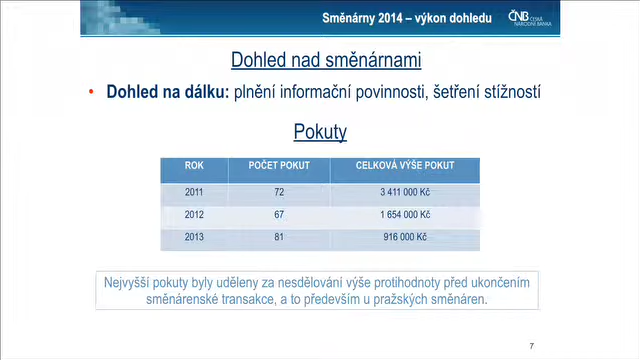 Směnárny 2014 – výkon dohledu
ČNB ČESKÁ
NÁRODNÍ BANKA
Dohled nad směnárnami
• Dohled na dálku: plnění informační povinnosti, šetření stížností
Pokuty
ROK POČET POKUT CELKOVÁ VÝŠE POKUT
2011 72 3 411 000 Kč
2012 67 1 654 000 Kč
2013 81 916 000 Kč
Nejvyšší pokuty byly uděleny za nesdělování výše protihodnoty před ukončením
směnárenské transakce, a to především u pražských směnáren.
7